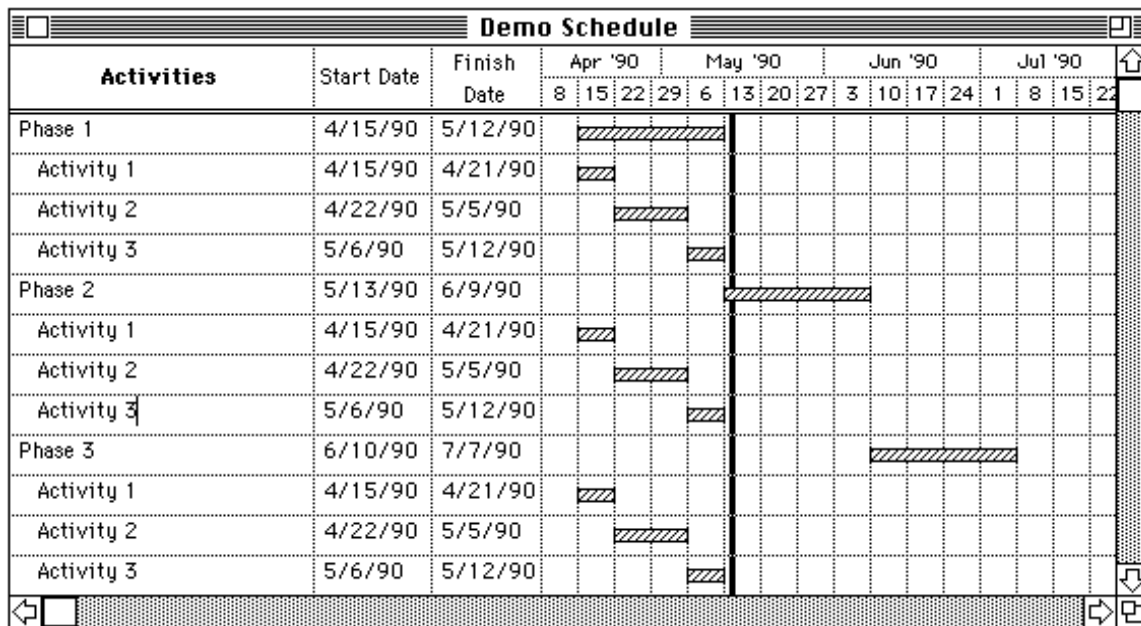 Demo Schedule
Activities Start Date Finish Date Apr '90 May '90 Jun '90 Jul '90
8 15 22 29 6 13 20 27 3 10 17 24 1 8 15 22
Phase 1 4/15/90 5/12/90
Activity 1 4/15/90 4/21/90
Activity 2 4/22/90 5/5/90
Activity 3 5/6/90 5/12/90
Phase 2 5/13/90 6/9/90
Activity 1 4/15/90 4/21/90
Activity 2 4/22/90 5/5/90
Activity 3 5/6/90 5/12/90
Phase 3 6/10/90 7/7/90
Activity 1 4/15/90 4/21/90
Activity 2 4/22/90 5/5/90
Activity 3 5/6/90 5/12/90